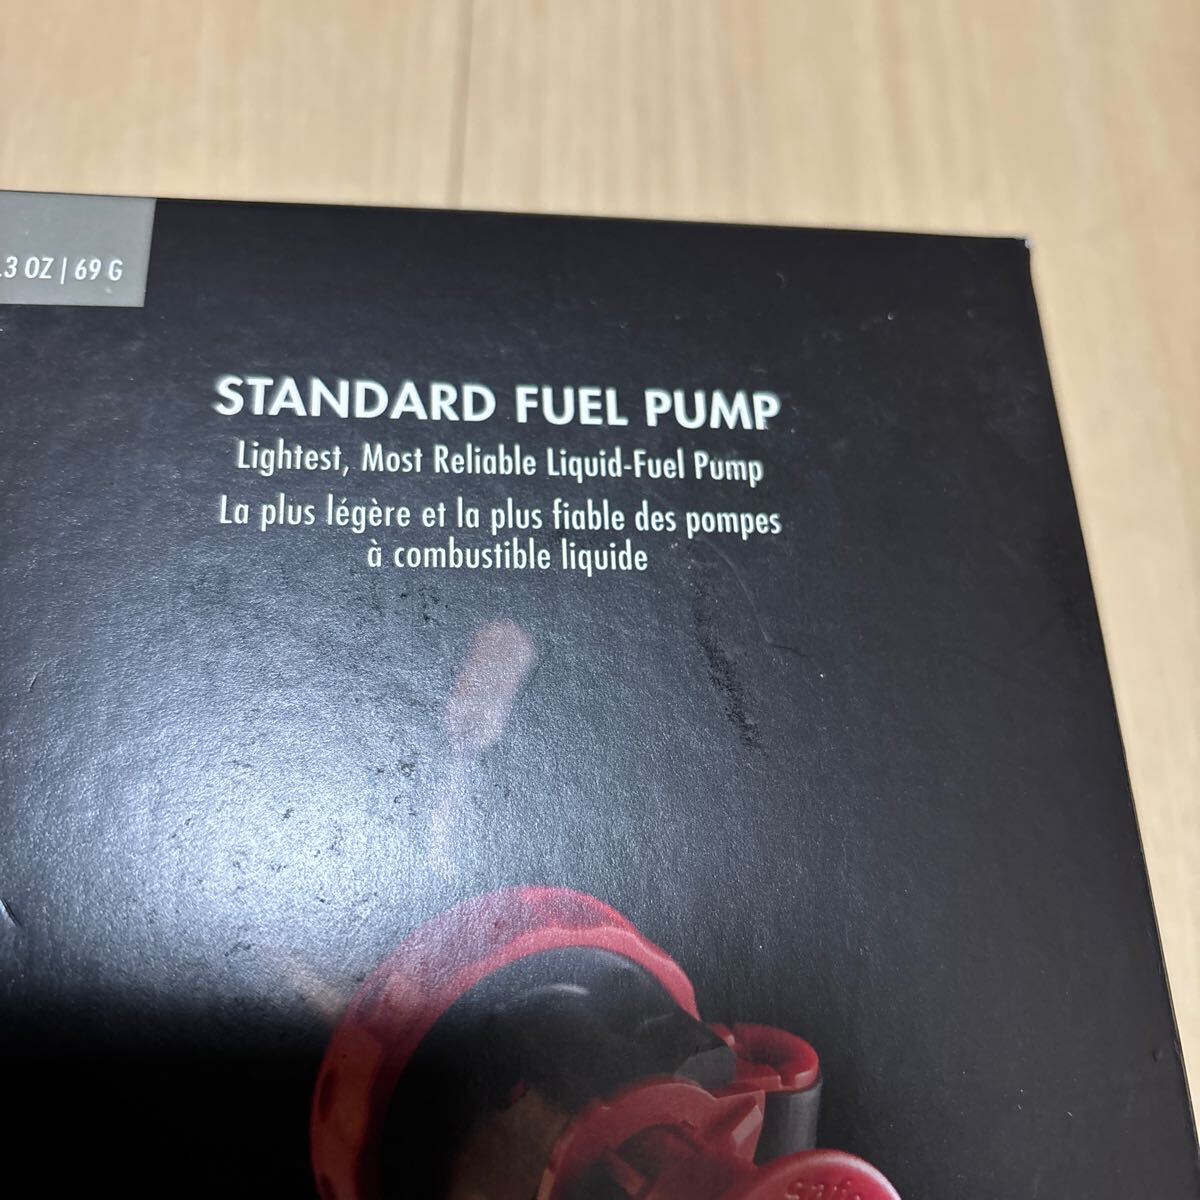 .3 OZ | 69 G
STANDARD FUEL PUMP
Lightest, Most Reliable Liquid-Fuel Pump
La plus légère et la plus fiable des pompes
à combustible liquide